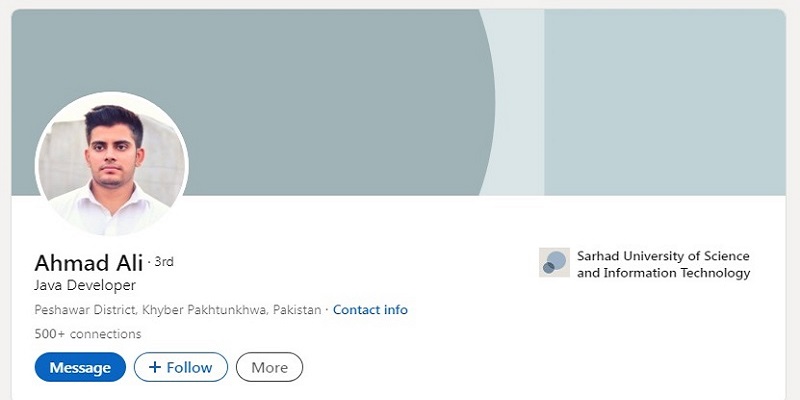 Ahmad Ali · 3rd
Java Developer
Peshawar District, Khyber Pakhtunkhwa, Pakistan · Contact info
500+ connections
Message + Follow More
Sarhad University of Science
and Information Technology